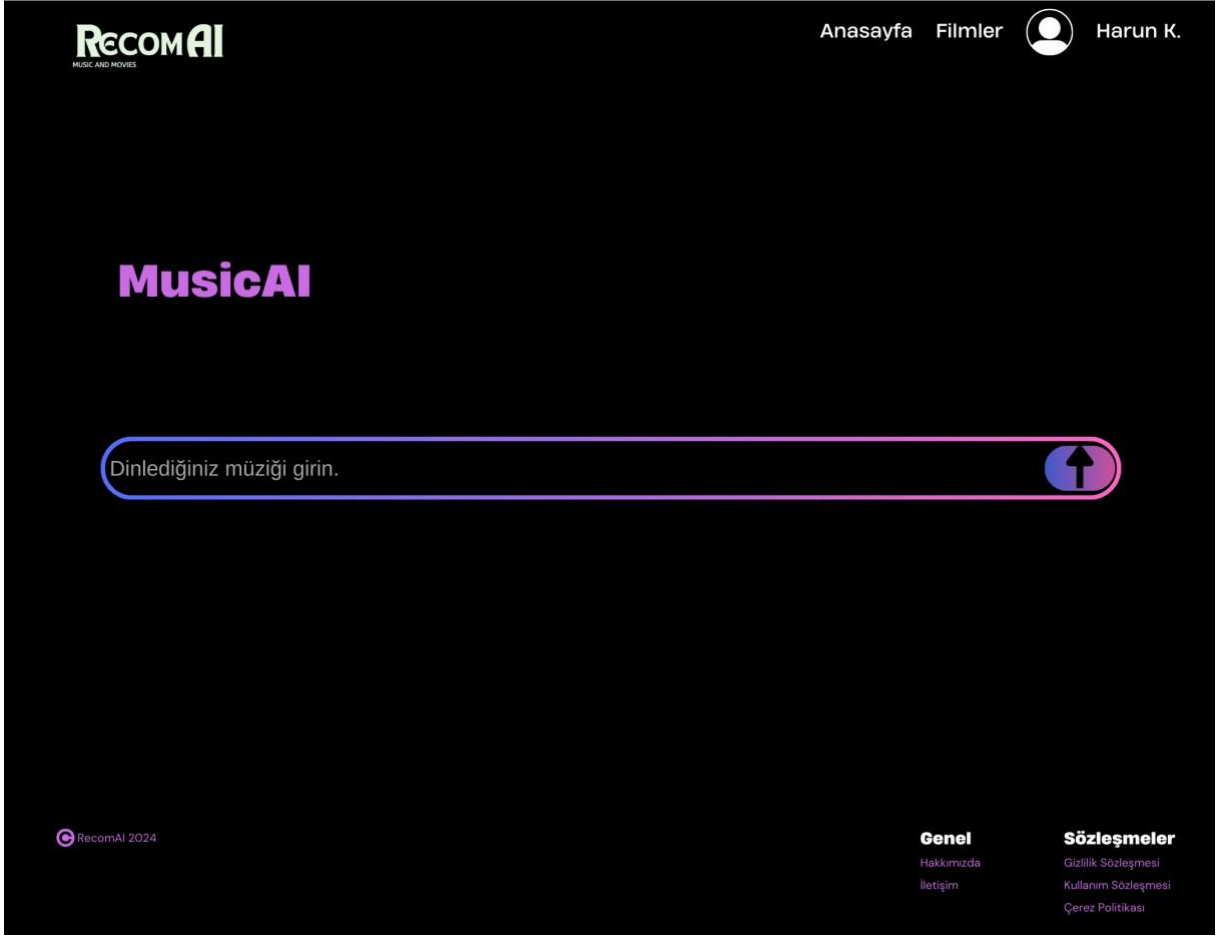 RECOMAI
MUSIC AND MOVIES
Anasayfa Filmler Harun K.
MusicAI
Dinlediğiniz müziği girin.
© RecomAI 2024
Genel
Hakkımızda
İletişim
Sözleşmeler
Gizlilik Sözleşmesi
Kullanım Sözleşmesi
Çerez Politikası